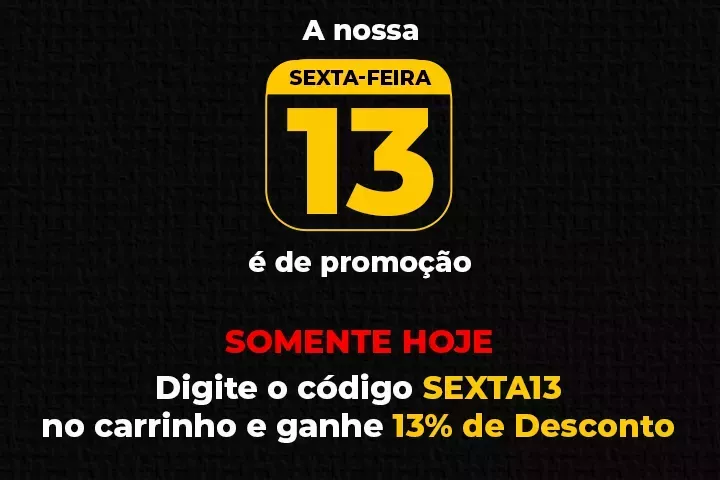 A nossa
SEXTA-FEIRA
13
é de promoção
SOMENTE HOJE
Digite o código SEXTA13
no carrinho e ganhe 13% de Desconto